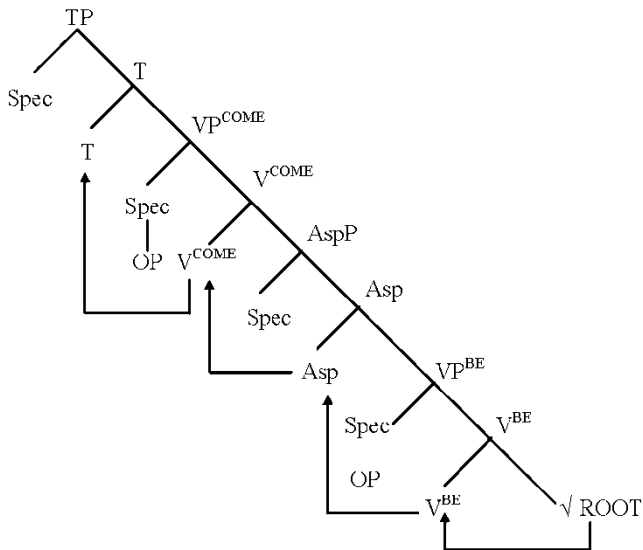 TP
Spec
T
T
VP^COME
Spec
V^COME
OP
V^COME
AspP
Spec
Asp
Asp
VP^BE
Spec
V^BE
OP
V^BE
√ ROOT